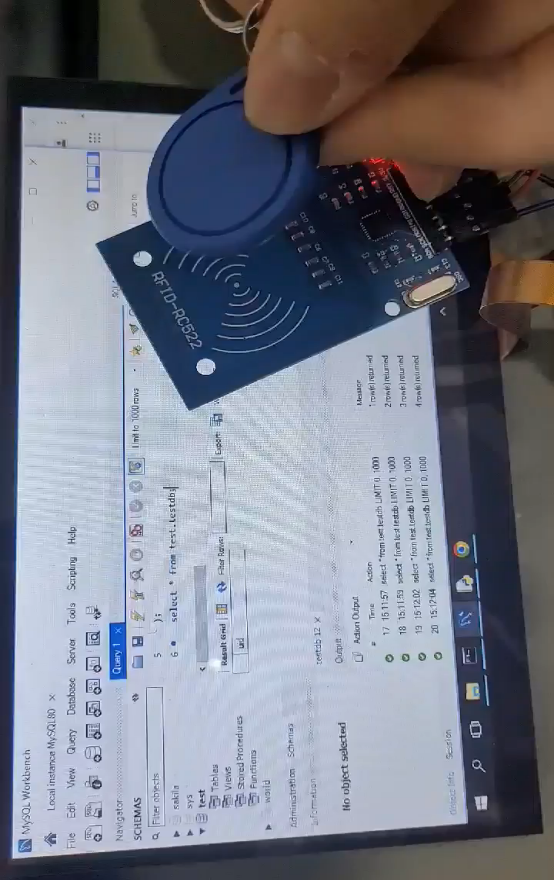 MySQL Workbench
Local instance MySQL80 ×
File Edit View Query Database Server Tools Scripting Help
Navigator
Query 1 ×
SCHEMAS
Limit to 1000 rows
Jump to
Filter objects
5 );
6 select * from test.testdb
sakila
sys
test
Tables
Views
Stored Procedures
Functions
world
Result Grid
Filter Rows:
Export:
uid
Administration Schemas
Information
testdb 12 ×
Output
Action Output
# Time Action Message
17 15:11:57 select * from test.testdb LIMIT 0, 1000 1 row(s) returned
18 15:11:59 select * from test.testdb LIMIT 0, 1000 2 row(s) returned
19 15:12:02 select * from test.testdb LIMIT 0, 1000 3 row(s) returned
20 15:12:04 select * from test.testdb LIMIT 0, 1000 4 row(s) returned
No object selected
Object Info Session
RFID-RC522